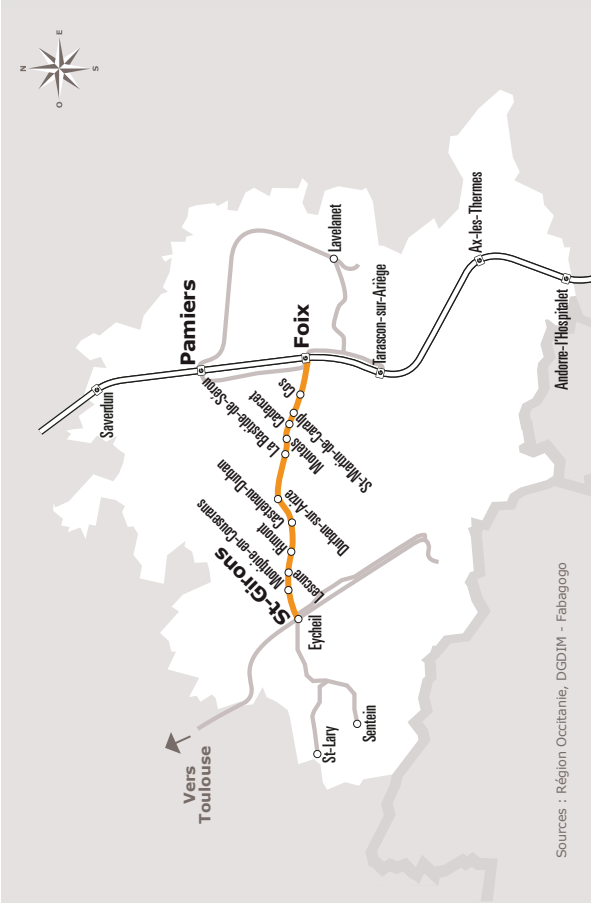 N
E
S
O
Saverdun
Pamiers
Foix
Lavelanet
Tarascon-sur-Ariège
Ax-les-Thermes
Andorre-l'Hospitalet
Cos
Cadarcet
La Bastide-de-Sérou
St-Martin-de-Caralp
Montels
Castelnau-Durban
Durban-sur-Arize
Rimont
Montjoie-en-Couserans
Lescure
St-Girons
Eycheil
St-Lary
Sentein
Vers
Toulouse
Sources : Région Occitanie, DGDIM - Fabagogo